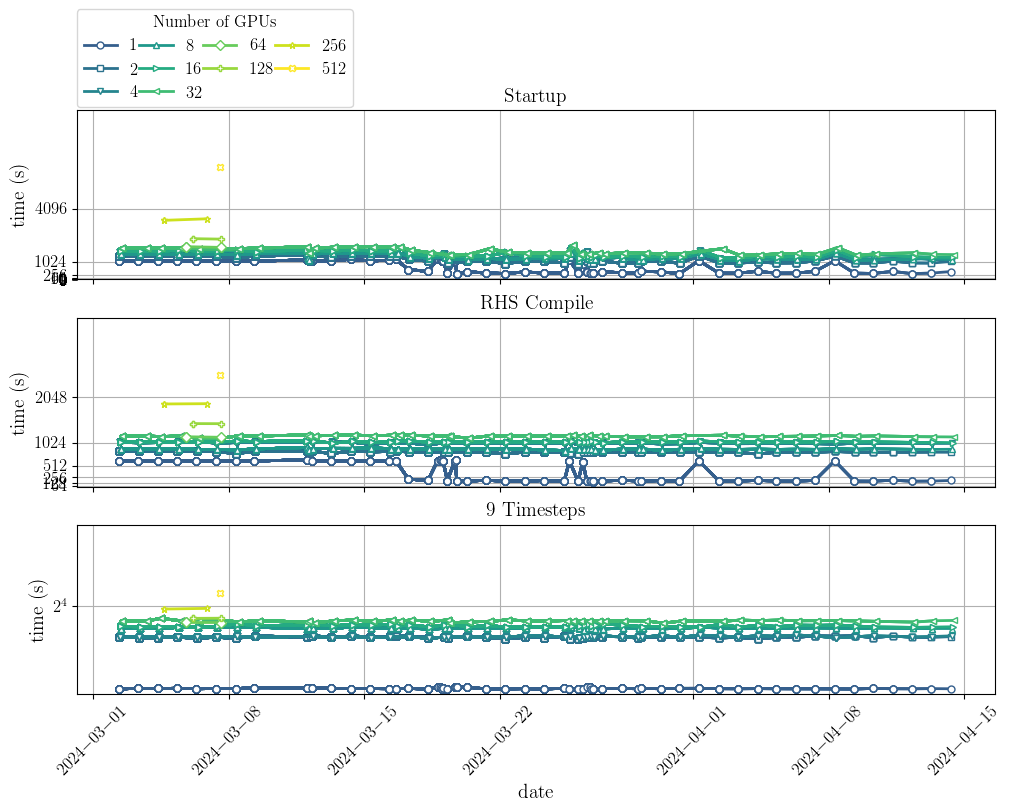 Number of GPUs
1 8 64 256
2 16 128 512
4 32
Startup
time (s)
4096
1024
256
RHS Compile
time (s)
2048
1024
512
256
128
64
9 Timesteps
time (s)
2^4
2024-03-01 2024-03-08 2024-03-15 2024-03-22 2024-04-01 2024-04-08 2024-04-15
date